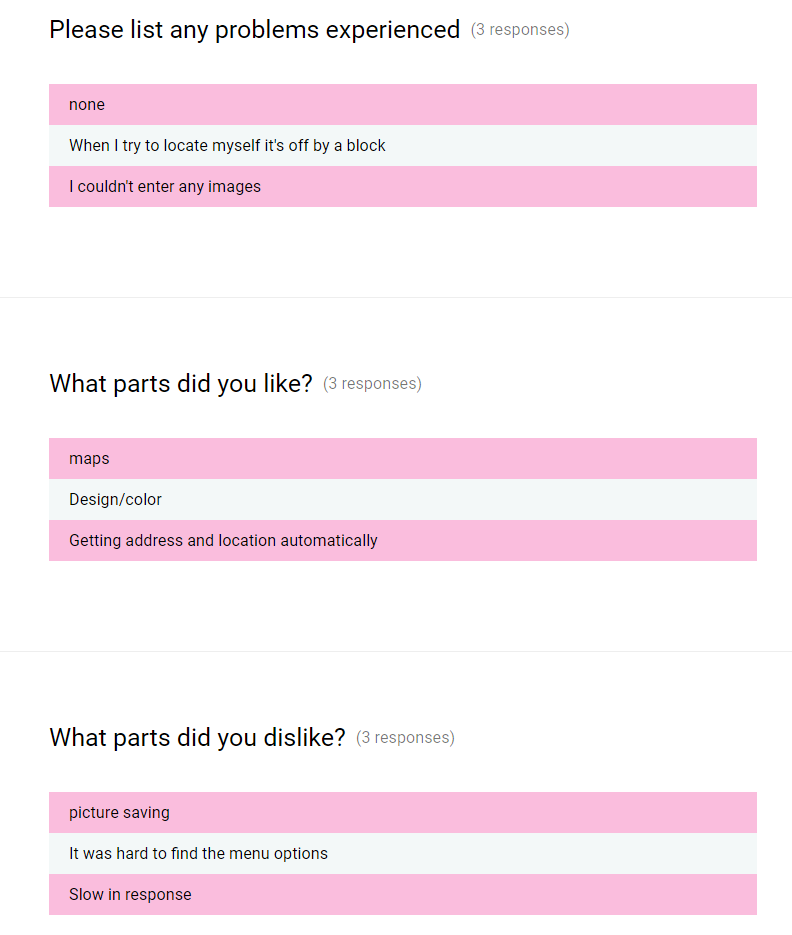 Please list any problems experienced (3 responses)
none
When I try to locate myself it's off by a block
I couldn't enter any images
What parts did you like? (3 responses)
maps
Design/color
Getting address and location automatically
What parts did you dislike? (3 responses)
picture saving
It was hard to find the menu options
Slow in response